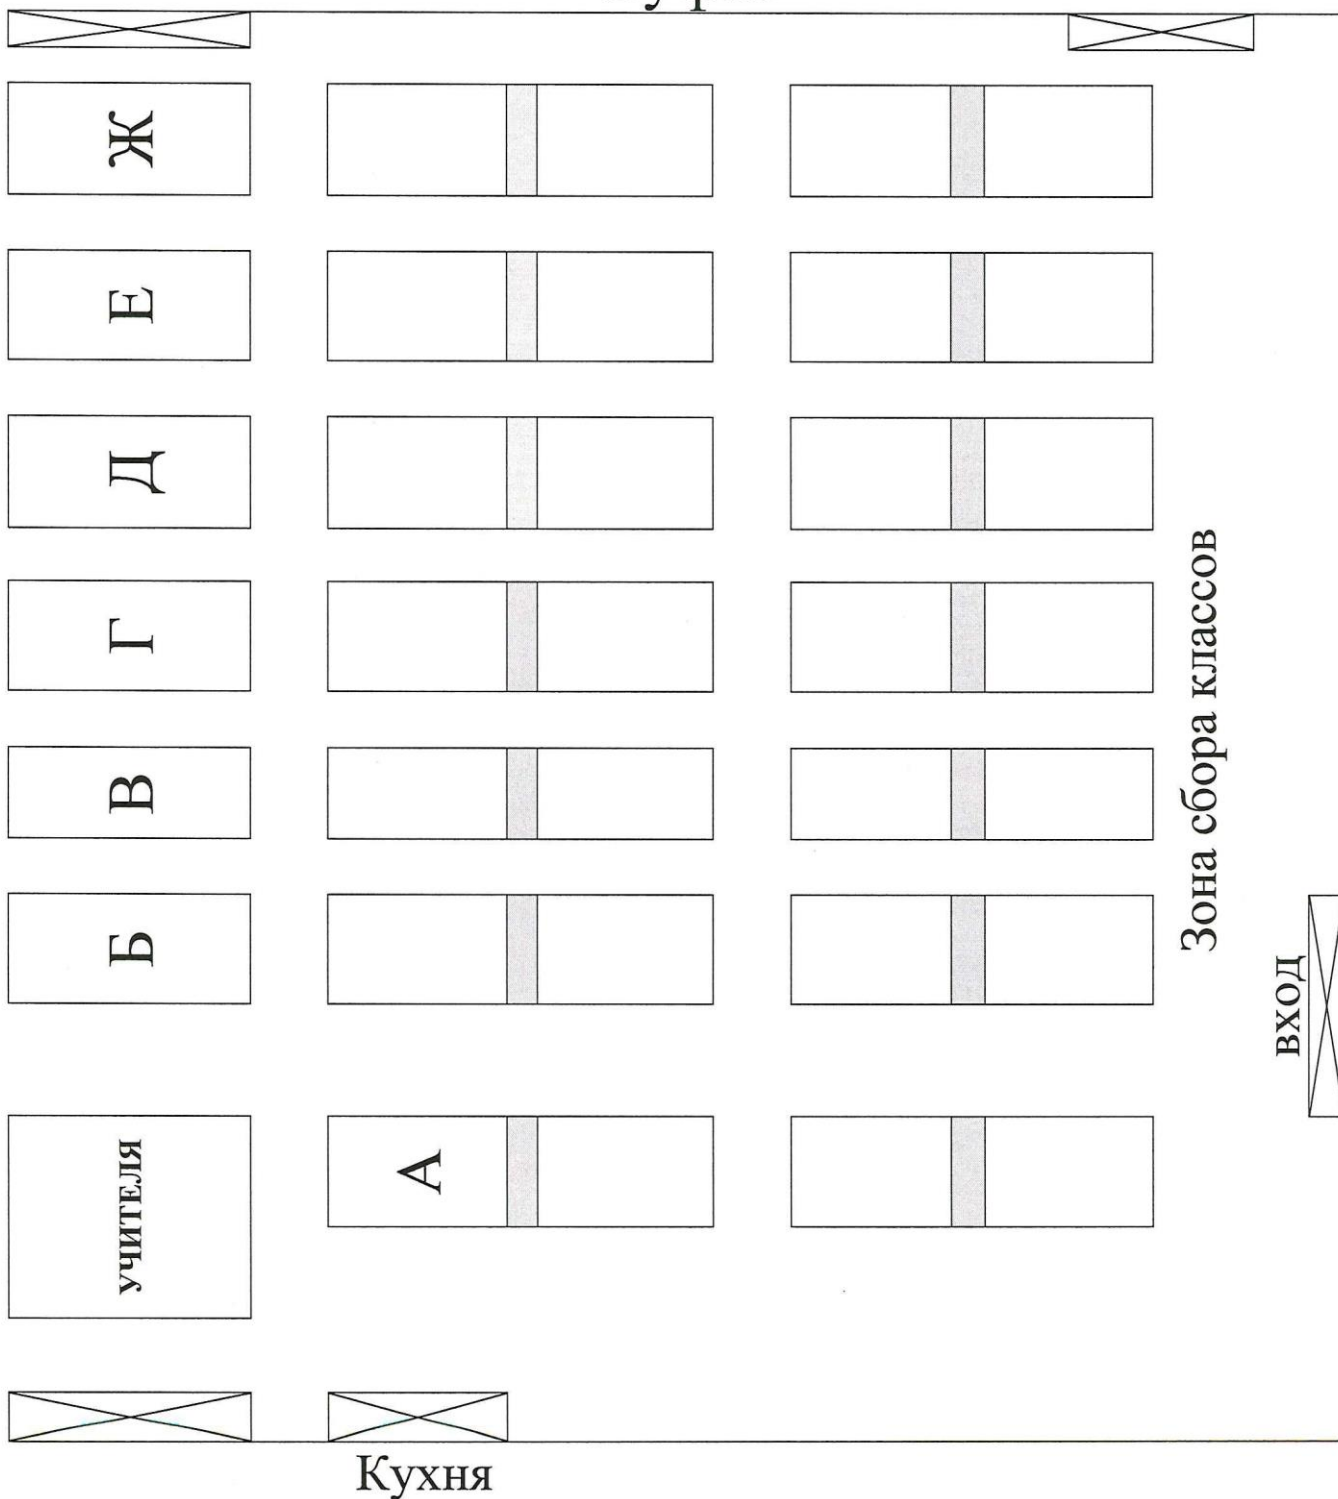 Ж
Е
Д
Г
В
Б
УЧИТЕЛЯ
А
Зона сбора классов
вход
Кухня